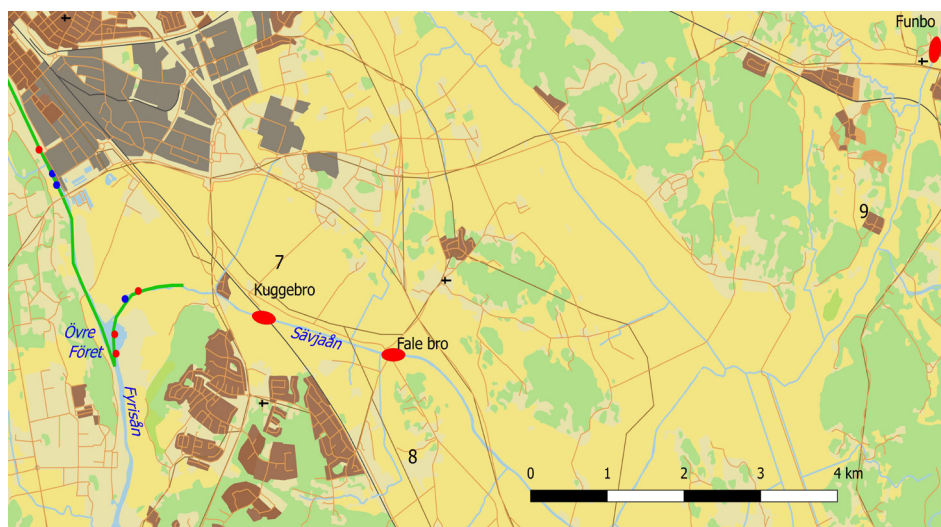 Funbo
9
7
Kuggebro
Övre
Föret
Sävjaån
Fale bro
Fyrisån
8
0 1 2 3 4 km